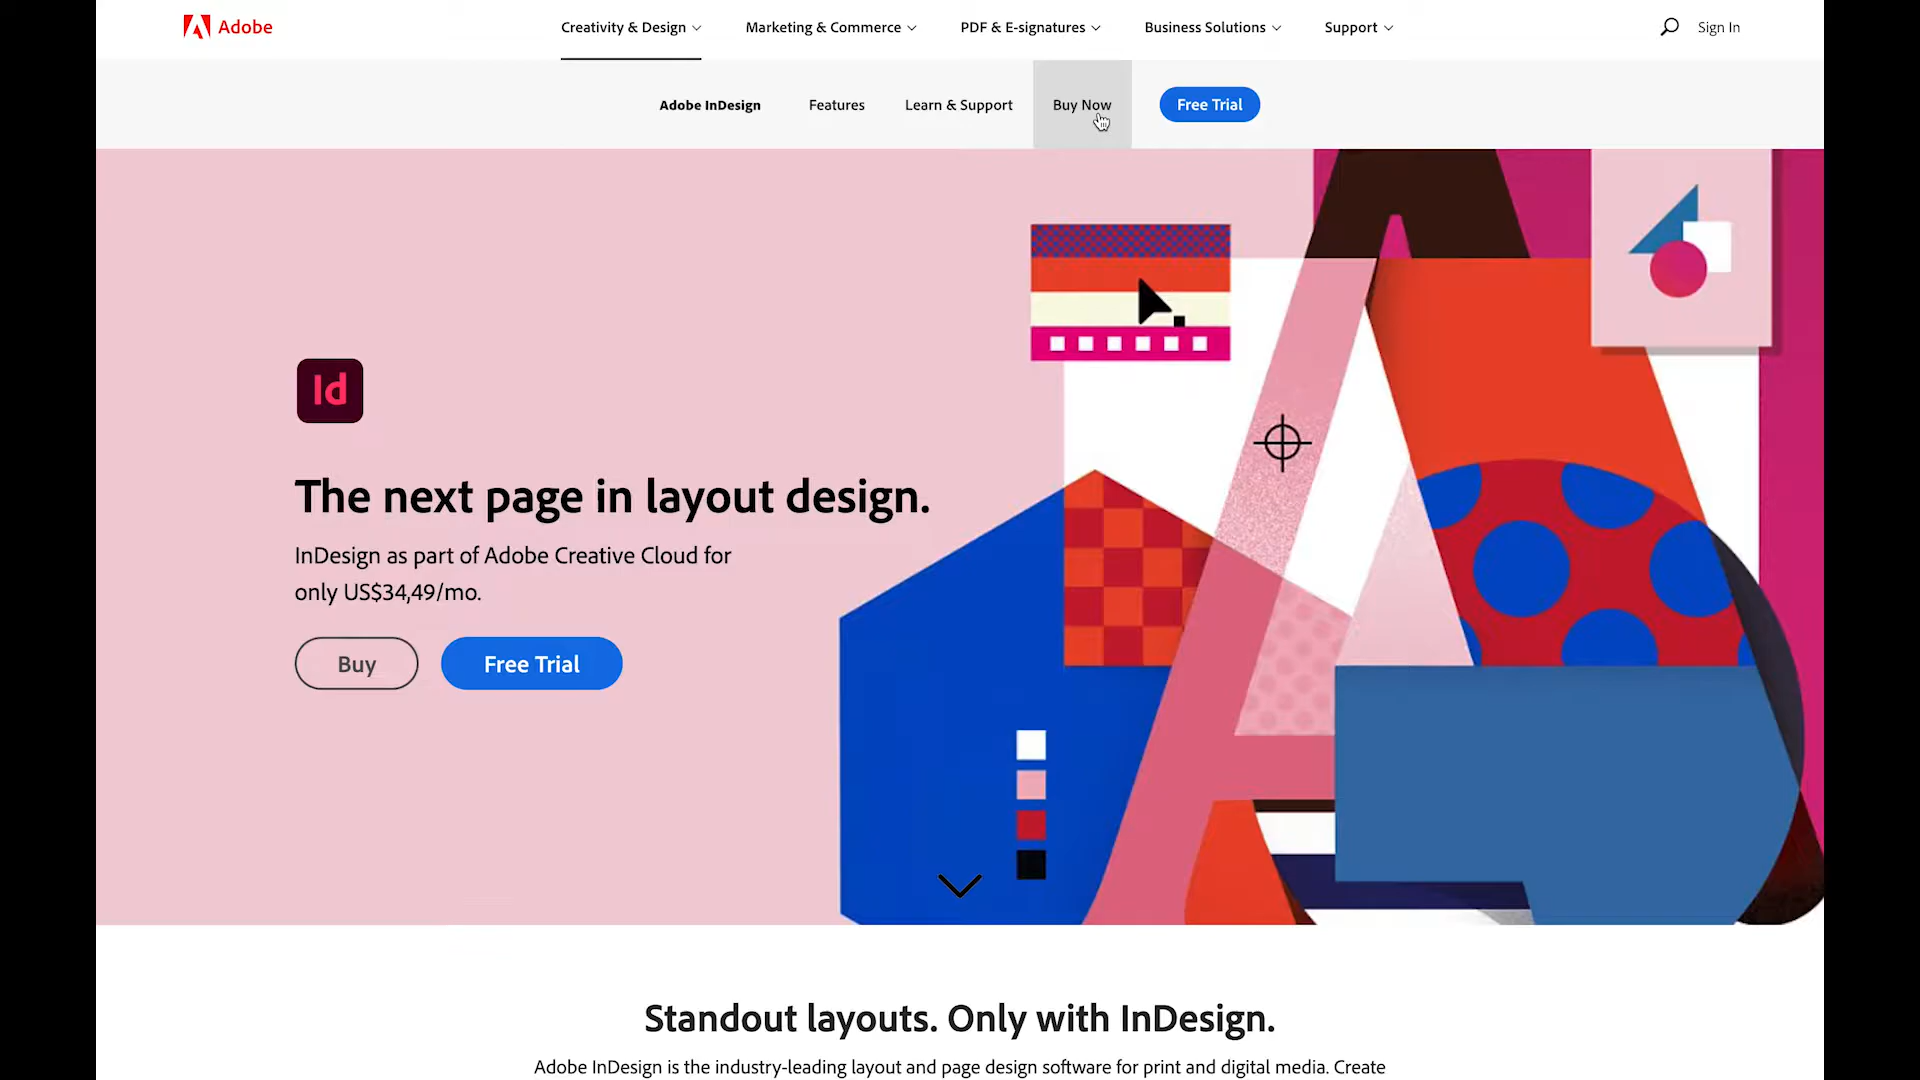 Adobe
Creativity & Design
Marketing & Commerce
PDF & E-signatures
Business Solutions
Support
Sign In
Adobe InDesign
Features
Learn & Support
Buy Now
Free Trial
Id
The next page in layout design.
InDesign as part of Adobe Creative Cloud for
only US$34,49/mo.
Buy
Free Trial
Standout layouts. Only with InDesign.
Adobe InDesign is the industry-leading layout and page design software for print and digital media. Create